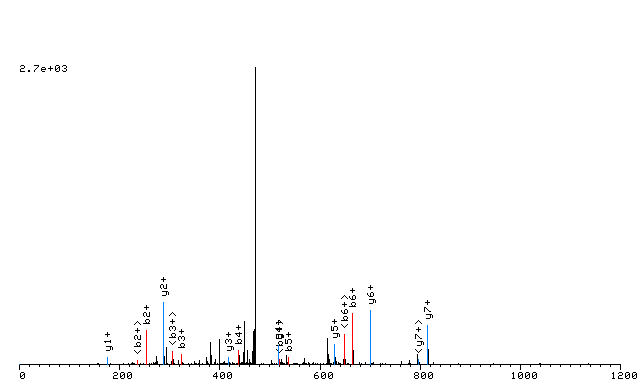 2.7e+03
y1+
<b2+>
b2+
y2+
<b3+>
b3+
y3+
b4+
b5+
y5+
<b6+>
b6+
y6+
<y7+>
y7+
0
200
400
600
800
1000
1200